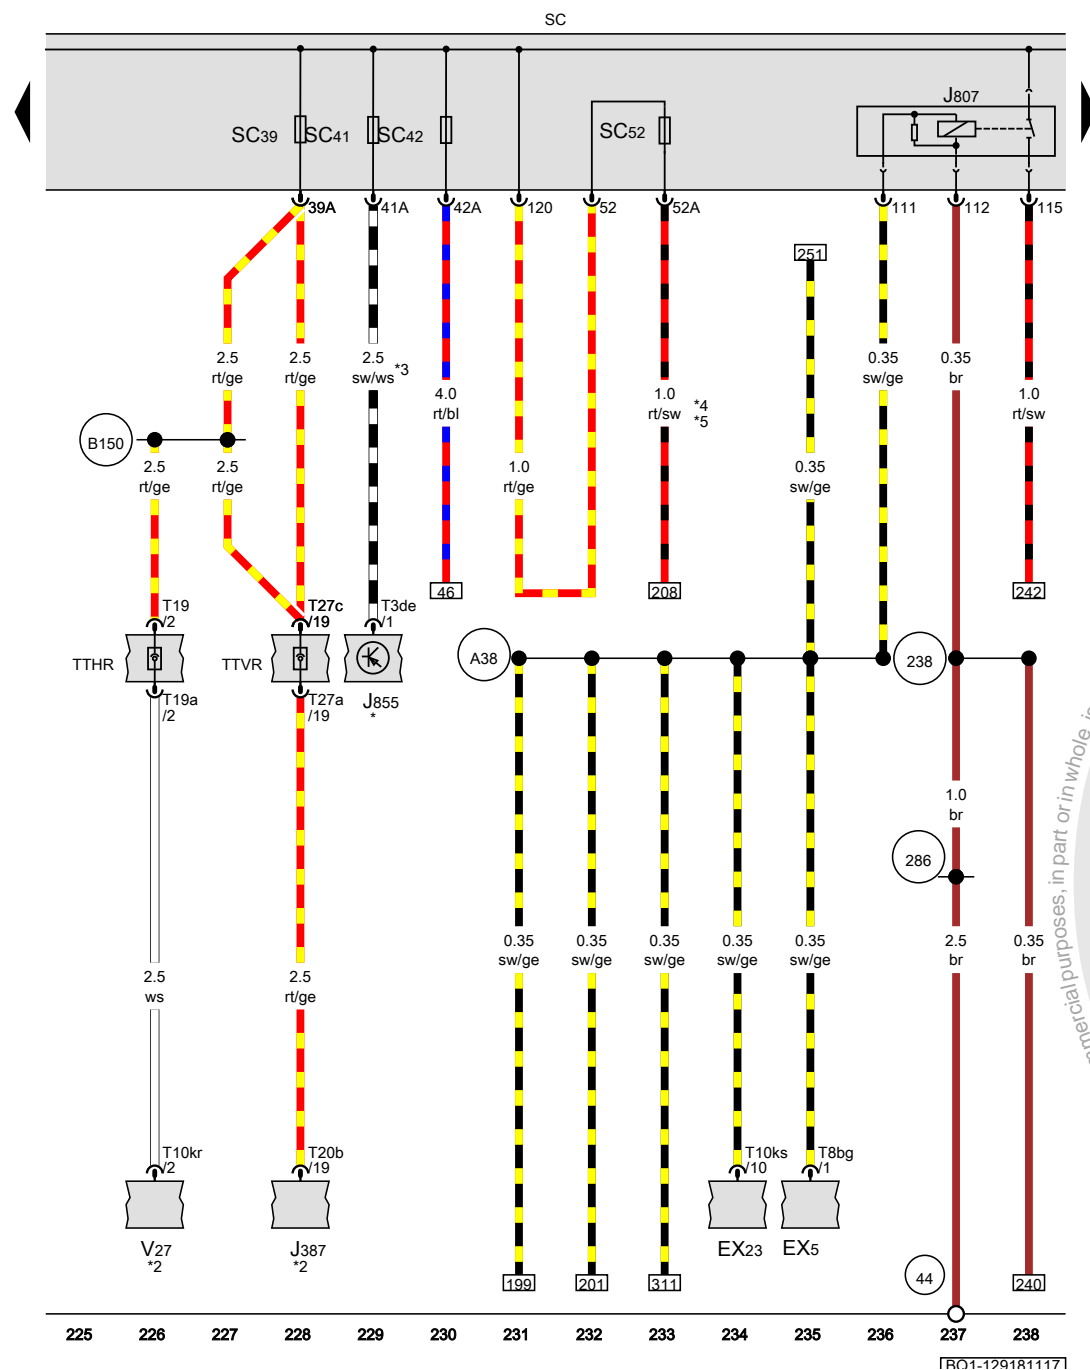 SC
J807
SC39
SC41
SC42
SC52
39A
41A
42A
120
52
52A
111
112
115
251
2.5
rt/ge
2.5
rt/ge
2.5
sw/ws
*3
4.0
rt/bl
1.0
rt/sw
*4
*5
0.35
sw/ge
0.35
br
1.0
rt/sw
B150
2.5
rt/ge
2.5
rt/ge
1.0
rt/ge
0.35
sw/ge
46
208
242
T19
/2
T27c
/19
T3de
/1
TTHR
TTVR
A38
238
T19a
/2
T27a
/19
J855
*
1.0
br
286
0.35
sw/ge
0.35
sw/ge
0.35
sw/ge
0.35
sw/ge
0.35
sw/ge
2.5
br
0.35
br
2.5
ws
2.5
rt/ge
T10kr
/2
T20b
/19
T10ks
/10
T8bg
/1
V27
*2
J387
*2
EX23
EX5
199
201
311
44
240
225 226 227 228 229 230 231 232 233 234 235 236 237 238
BO1-129181117
mercial purposes, in part or in whole, is